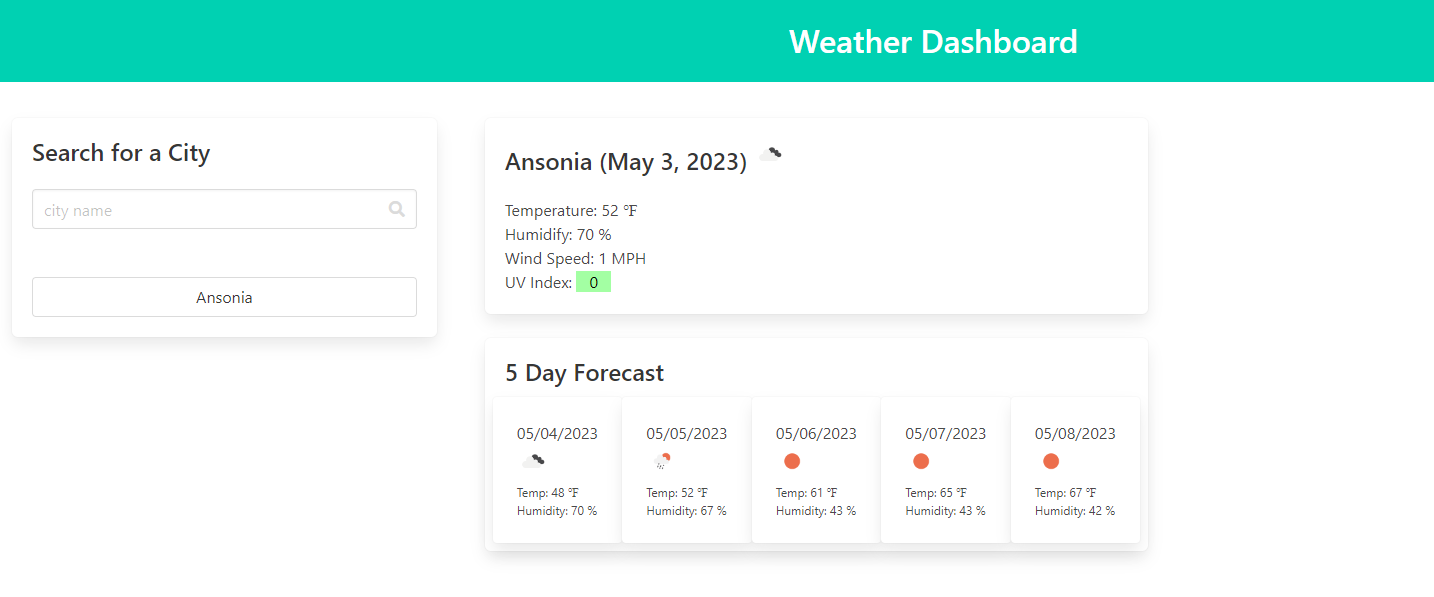 Weather Dashboard
Search for a City
city name
Ansonia
Ansonia (May 3, 2023)
Temperature: 52 °F
Humidify: 70 %
Wind Speed: 1 MPH
UV Index: 0
5 Day Forecast
05/04/2023
Temp: 48 °F
Humidity: 70 %
05/05/2023
Temp: 52 °F
Humidity: 67 %
05/06/2023
Temp: 61 °F
Humidity: 43 %
05/07/2023
Temp: 65 °F
Humidity: 43 %
05/08/2023
Temp: 67 °F
Humidity: 42 %